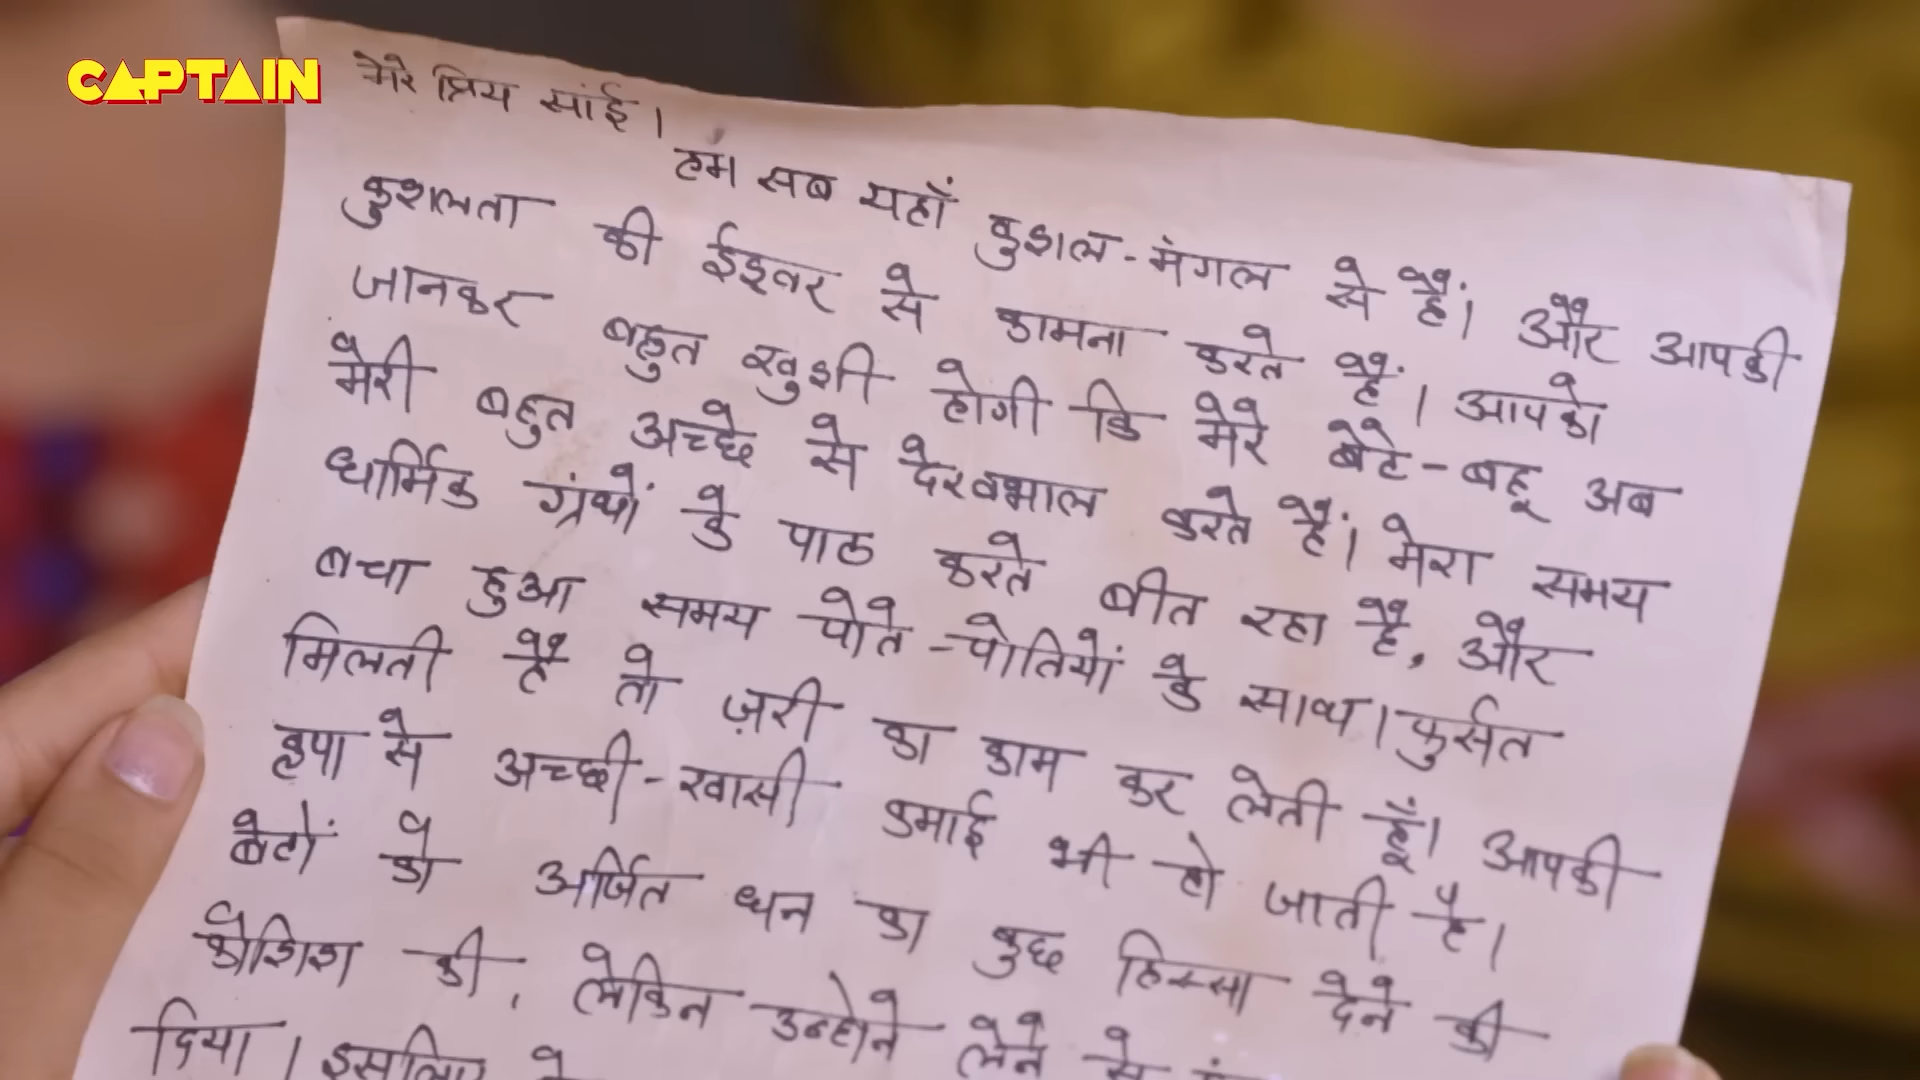 CAPTAIN
मेरे प्रिय सांई।
हम सब यहाँ कुशल-मंगल से हैं। और आपकी
कुशलता की ईश्वर से कामना करते हैं। आपको
जानकर बहुत खुशी होगी कि मेरे बेटे-बहू अब
मेरी बहुत अच्छे से देखभाल करते हैं। मेरा समय
धार्मिक ग्रंथों के पाठ करते बीत रहा है, और
बचा हुआ समय पोते-पोतियों के साथ। फुर्सत
मिलती है तो ज़री का काम कर लेती हूँ। आपकी
कृपा से अच्छी-खासी कमाई भी हो जाती है।
बेटों को अर्जित धन का कुछ हिस्सा देने की
कोशिश की, लेकिन उन्होने लेने से
दिया। इसलिए